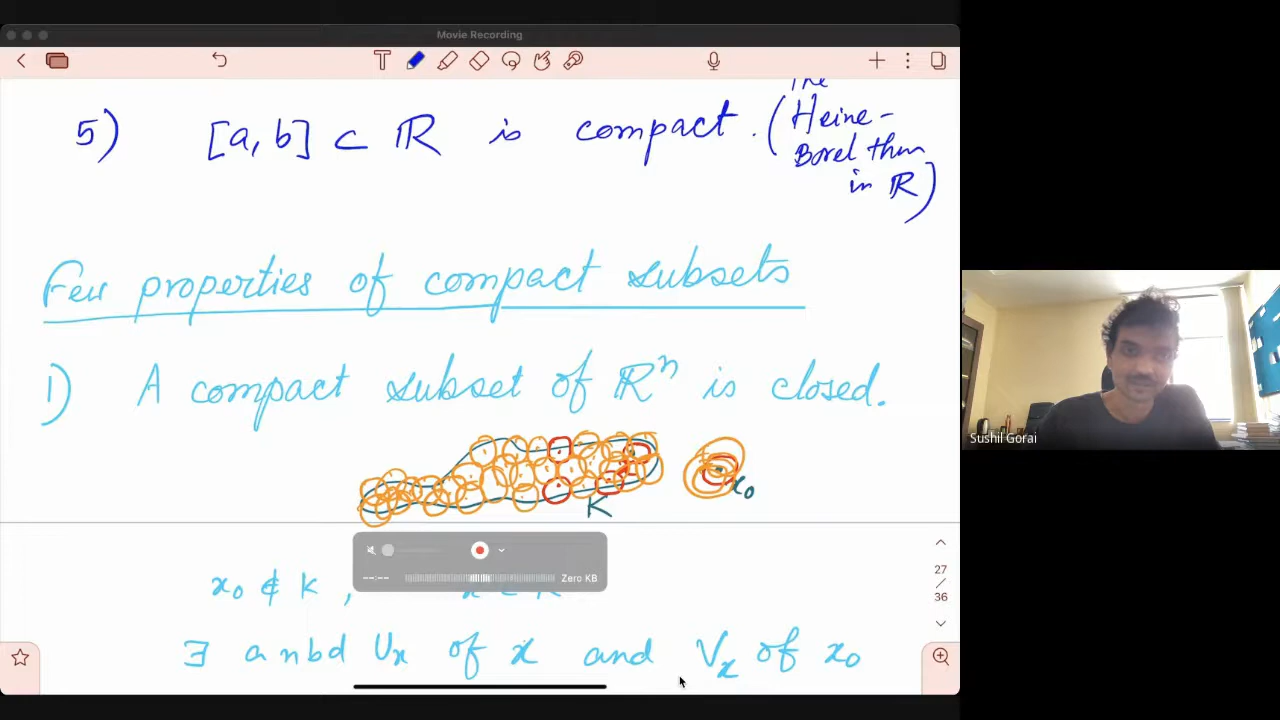 Movie Recording
T
5) [a, b] ⊂ ℝ is compact. (The
Heine-
Borel thm
in ℝ)
Few properties of compact subsets
1) A compact subset of ℝⁿ is closed.
x₀
K
Zero KB
27
36
x₀ ∉ K,
∃ a nbd Uₓ of x and Vₓ of x₀
Sushil Gorai